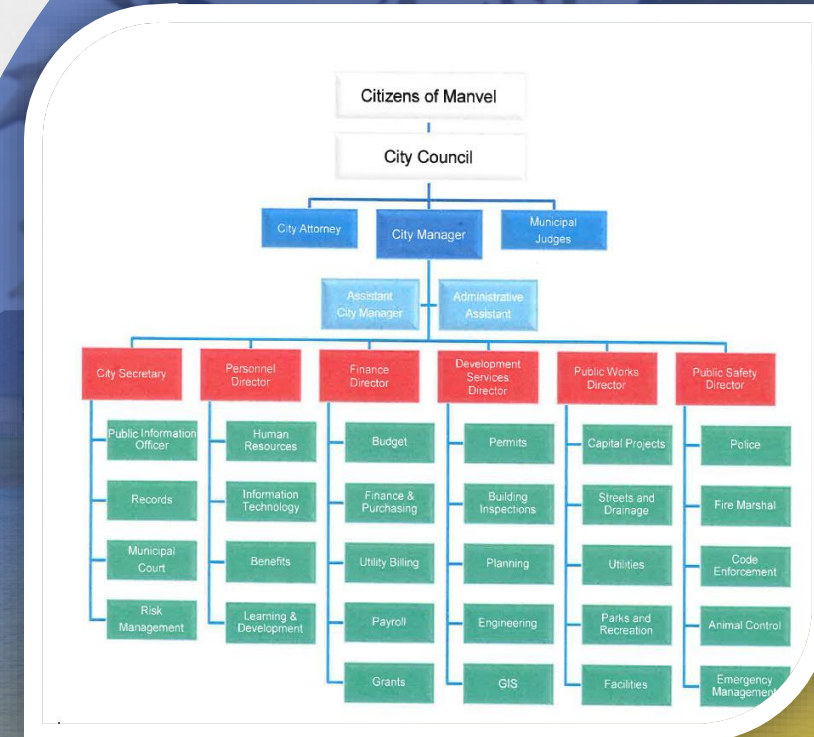 Citizens of Manvel
City Council
City Attorney
City Manager
Municipal
Judges
Assistant
City Manager
Administrative
Assistant
City Secretary
Personnel
Director
Finance
Director
Development
Services
Director
Public Works
Director
Public Safety
Director
Public Information
Officer
Human
Resources
Budget
Permits
Capital Projects
Police
Records
Information
Technology
Finance &
Purchasing
Building
Inspections
Streets and
Drainage
Fire Marshal
Municipal
Court
Benefits
Utility Billing
Planning
Utilities
Code
Enforcement
Risk
Management
Learning &
Development
Payroll
Engineering
Parks and
Recreation
Animal Control
Grants
GIS
Facilities
Emergency
Management